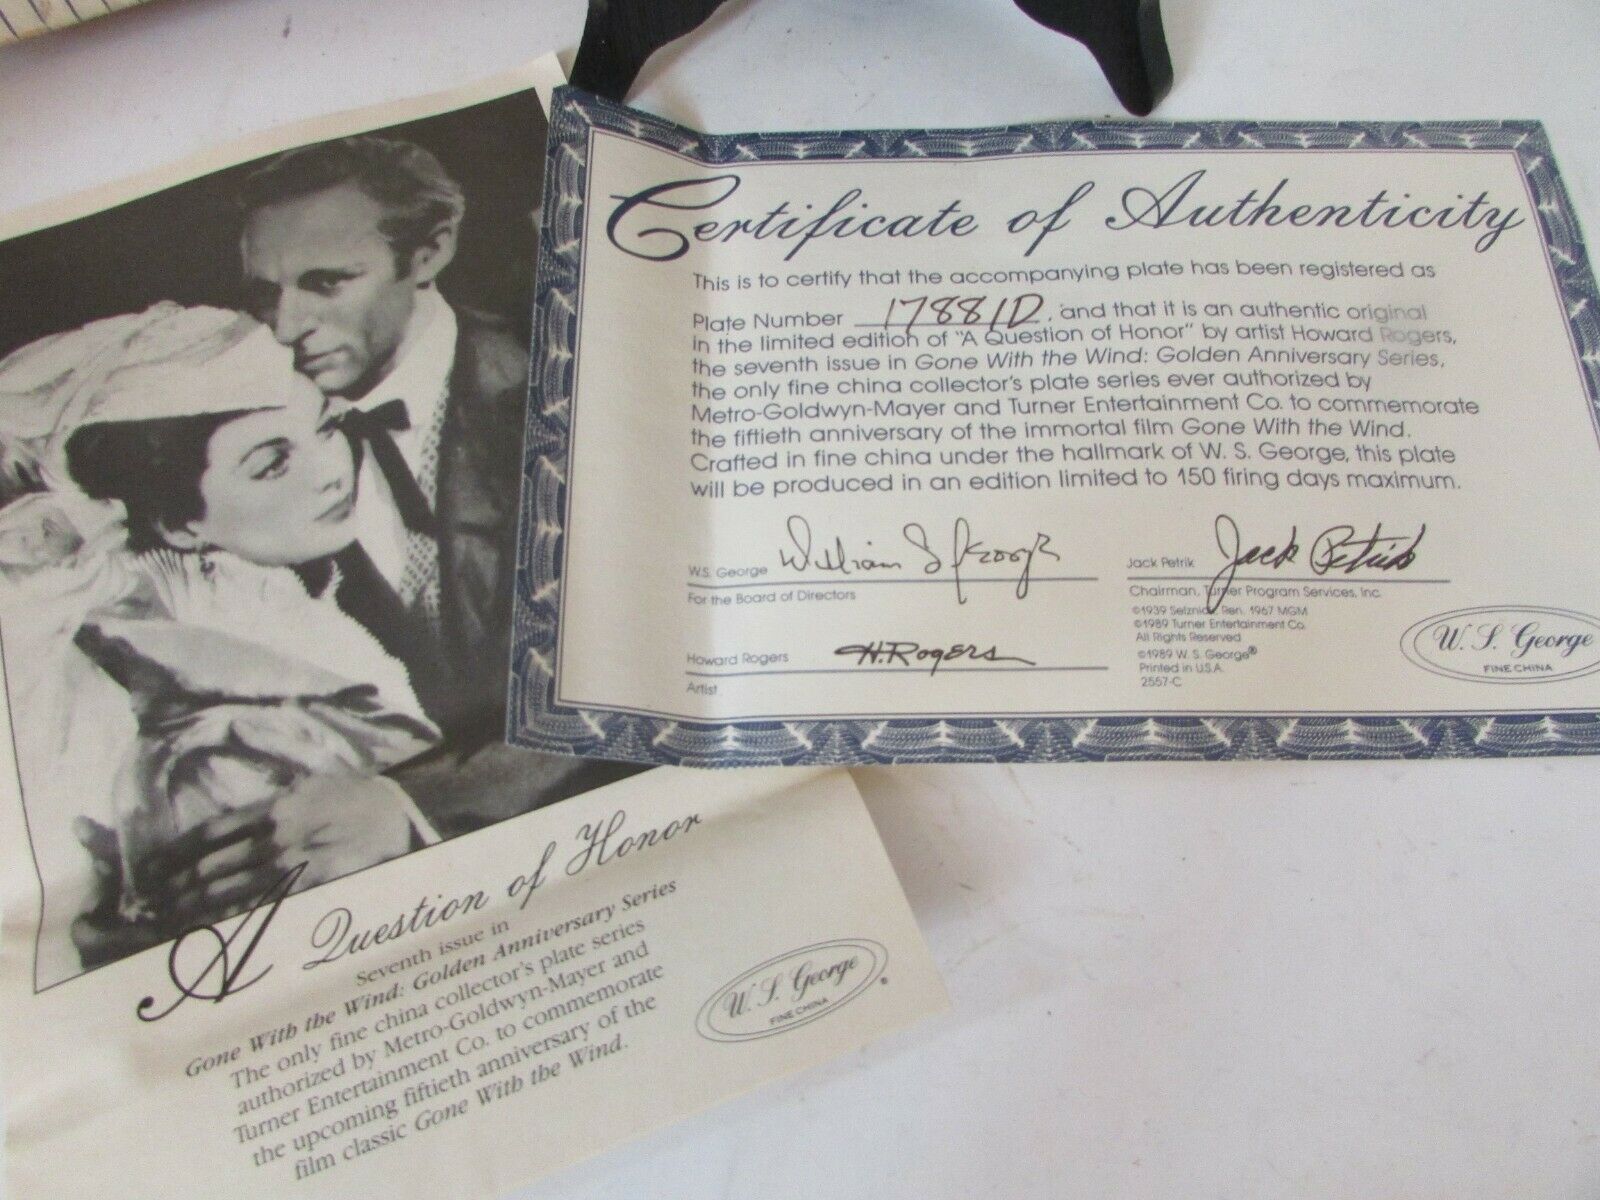 Certificate of Authenticity
This is to certify that the accompanying plate has been registered as
Plate Number 17881D, and that it is an authentic original
in the limited edition of "A Question of Honor" by artist Howard Rogers,
the seventh issue in Gone With the Wind: Golden Anniversary Series,
the only fine china collector's plate series ever authorized by
Metro-Goldwyn-Mayer and Turner Entertainment Co. to commemorate
the fiftieth anniversary of the immortal film Gone With the Wind.
Crafted in fine china under the hallmark of W. S. George, this plate
will be produced in an edition limited to 150 firing days maximum.
W.S. George William S George
For the Board of Directors
Jack Petrik Jack Petrik
Chairman, Turner Program Services, Inc.
Howard Rogers H. Rogers
Artist
©1939 Selznick Ren. 1967 MGM
©1989 Turner Entertainment Co.
All Rights Reserved
©1989 W. S. George®
Printed in U.S.A.
2557-C
W. S. George
FINE CHINA
A Question of Honor
Seventh issue in
Gone With the Wind: Golden Anniversary Series
The only fine china collector's plate series
authorized by Metro-Goldwyn-Mayer and
Turner Entertainment Co. to commemorate
the upcoming fiftieth anniversary of the
film classic Gone With the Wind.
W. S. George ®
FINE CHINA